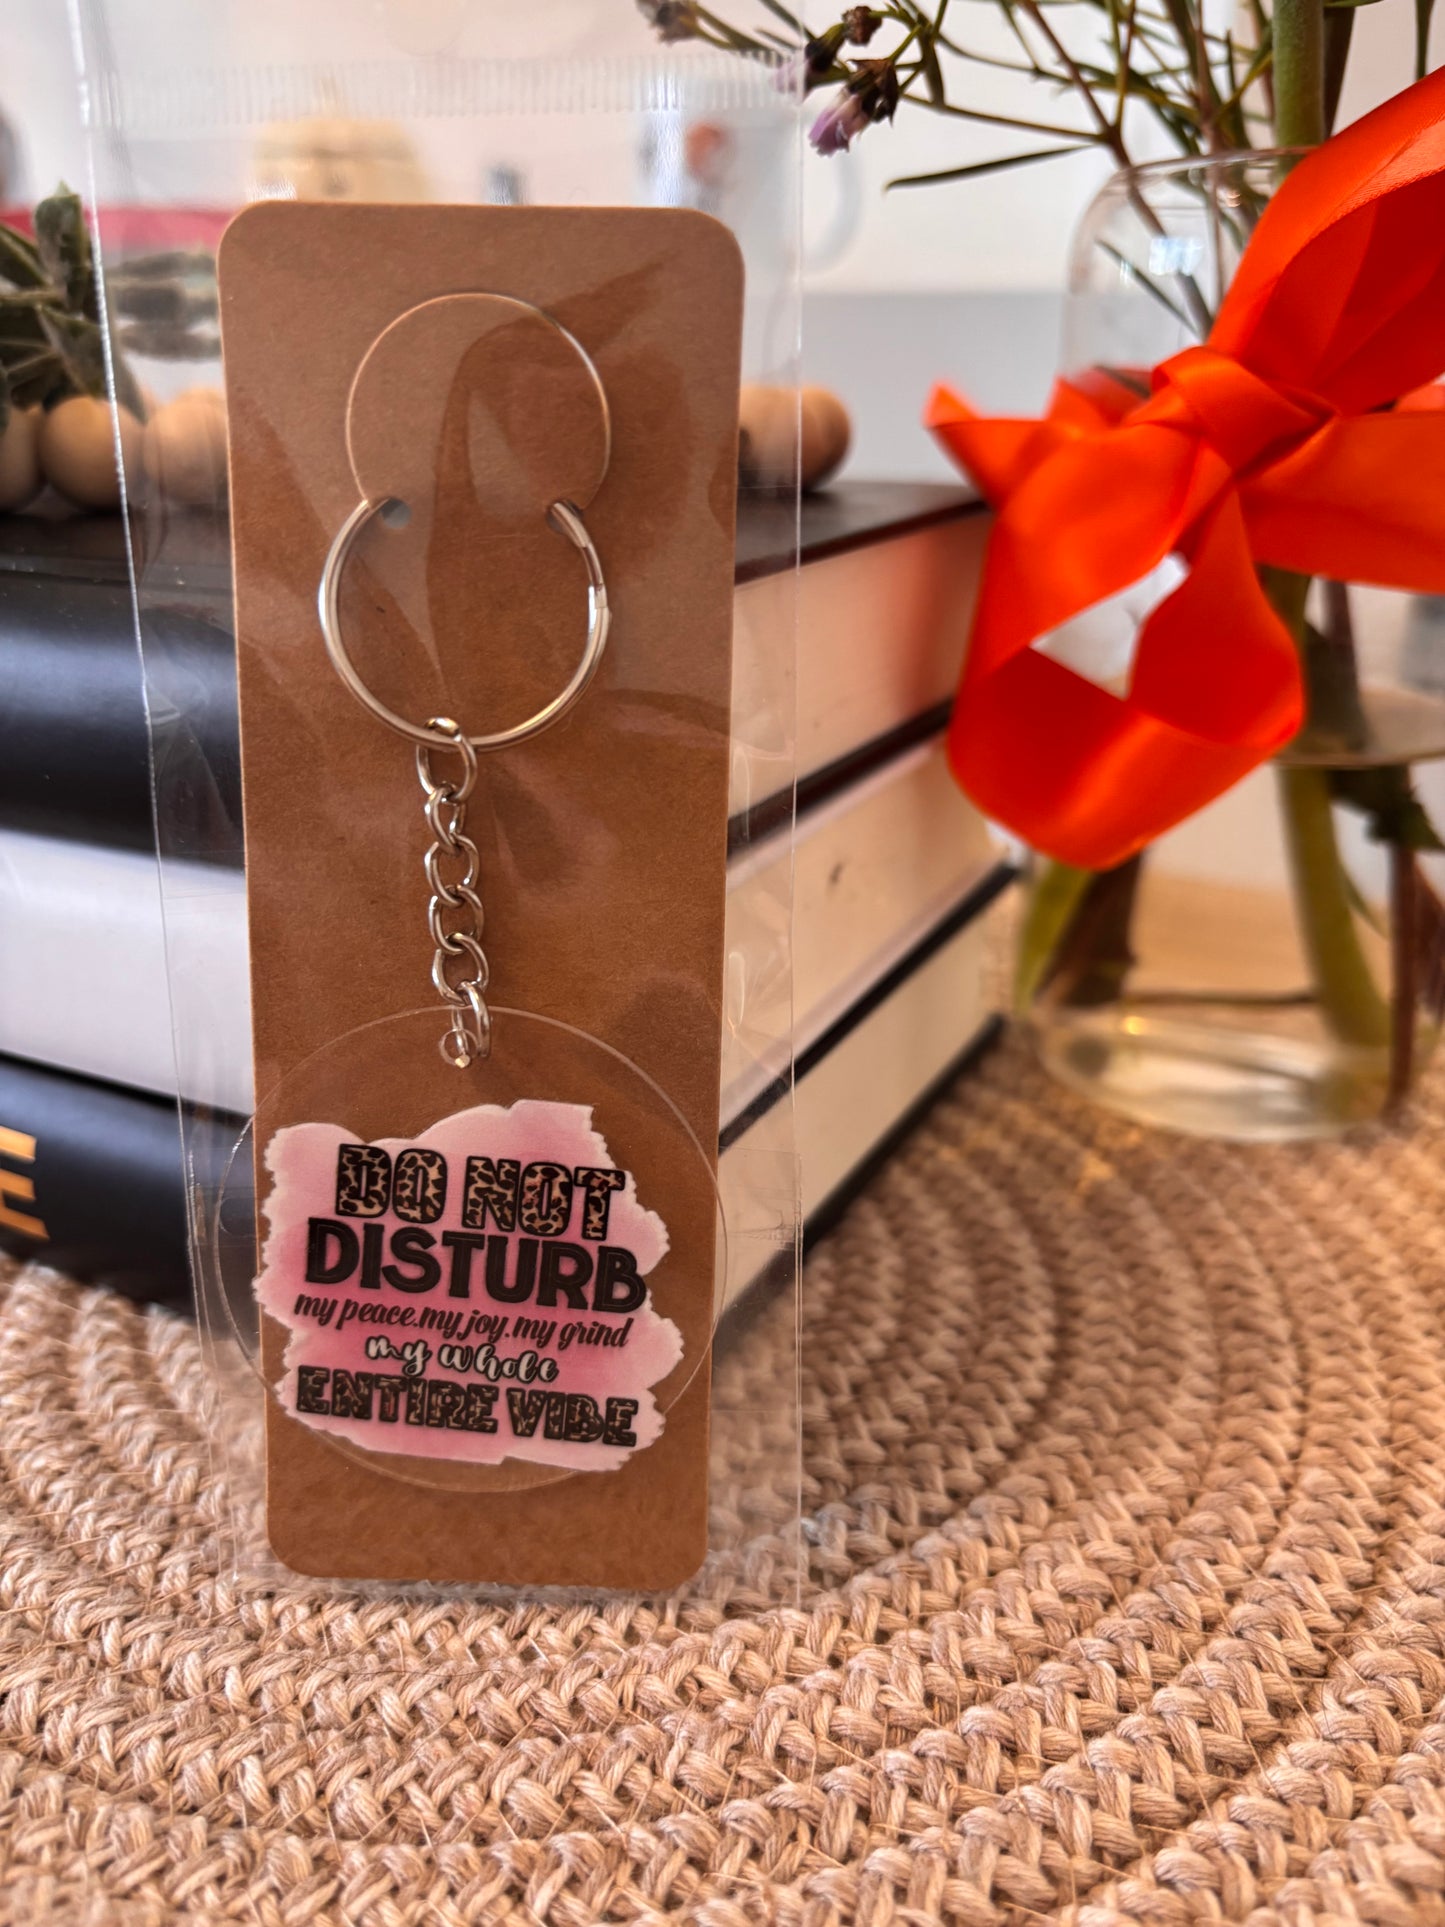 DO NOT
DISTURB
my peace.my joy.my grind
my whole
ENTIRE VIBE